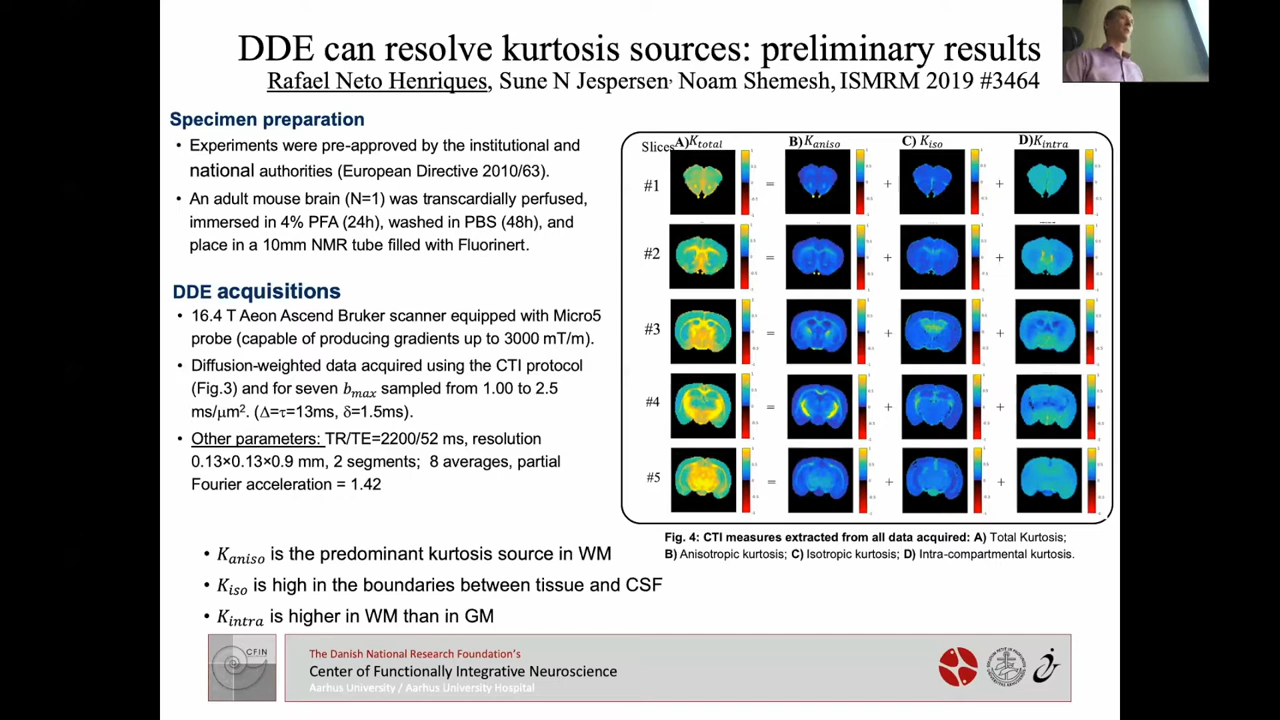 DDE can resolve kurtosis sources: preliminary results
Rafael Neto Henriques, Sune N Jespersen, Noam Shemesh, ISMRM 2019 #3464
Specimen preparation
• Experiments were pre-approved by the institutional and
national authorities (European Directive 2010/63).
• An adult mouse brain (N=1) was transcardially perfused,
immersed in 4% PFA (24h), washed in PBS (48h), and
place in a 10mm NMR tube filled with Fluorinert.
DDE acquisitions
• 16.4 T Aeon Ascend Bruker scanner equipped with Micro5
probe (capable of producing gradients up to 3000 mT/m).
• Diffusion-weighted data acquired using the CTI protocol
(Fig.3) and for seven b_max sampled from 1.00 to 2.5
ms/μm². (Δ=τ=13ms, δ=1.5ms).
• Other parameters: TR/TE=2200/52 ms, resolution
0.13×0.13×0.9 mm, 2 segments; 8 averages, partial
Fourier acceleration = 1.42
Slices A) K_total B) K_aniso C) K_iso D) K_intra
#1 = + +
#2 = + +
#3 = + +
#4 = + +
#5 = + +
Fig. 4: CTI measures extracted from all data acquired: A) Total Kurtosis;
B) Anisotropic kurtosis; C) Isotropic kurtosis; D) Intra-compartmental kurtosis.
• K_aniso is the predominant kurtosis source in WM
• K_iso is high in the boundaries between tissue and CSF
• K_intra is higher in WM than in GM
CFIN
The Danish National Research Foundation's
Center of Functionally Integrative Neuroscience
Aarhus University / Aarhus University Hospital